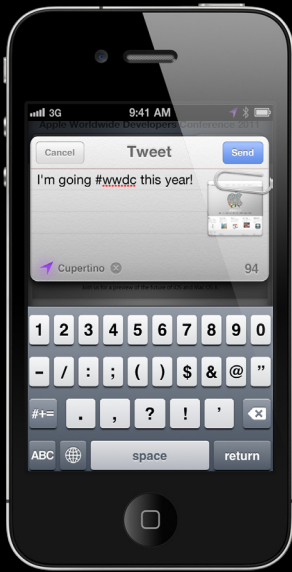 3G 9:41 AM
Apple Worldwide Developers Conference 2011
Cancel Tweet Send
I'm going #wwdc this year!
Cupertino 94
1 2 3 4 5 6 7 8 9 0
- / : ; ( ) $ & @ ”
#+= . , ? ! ’
ABC space return